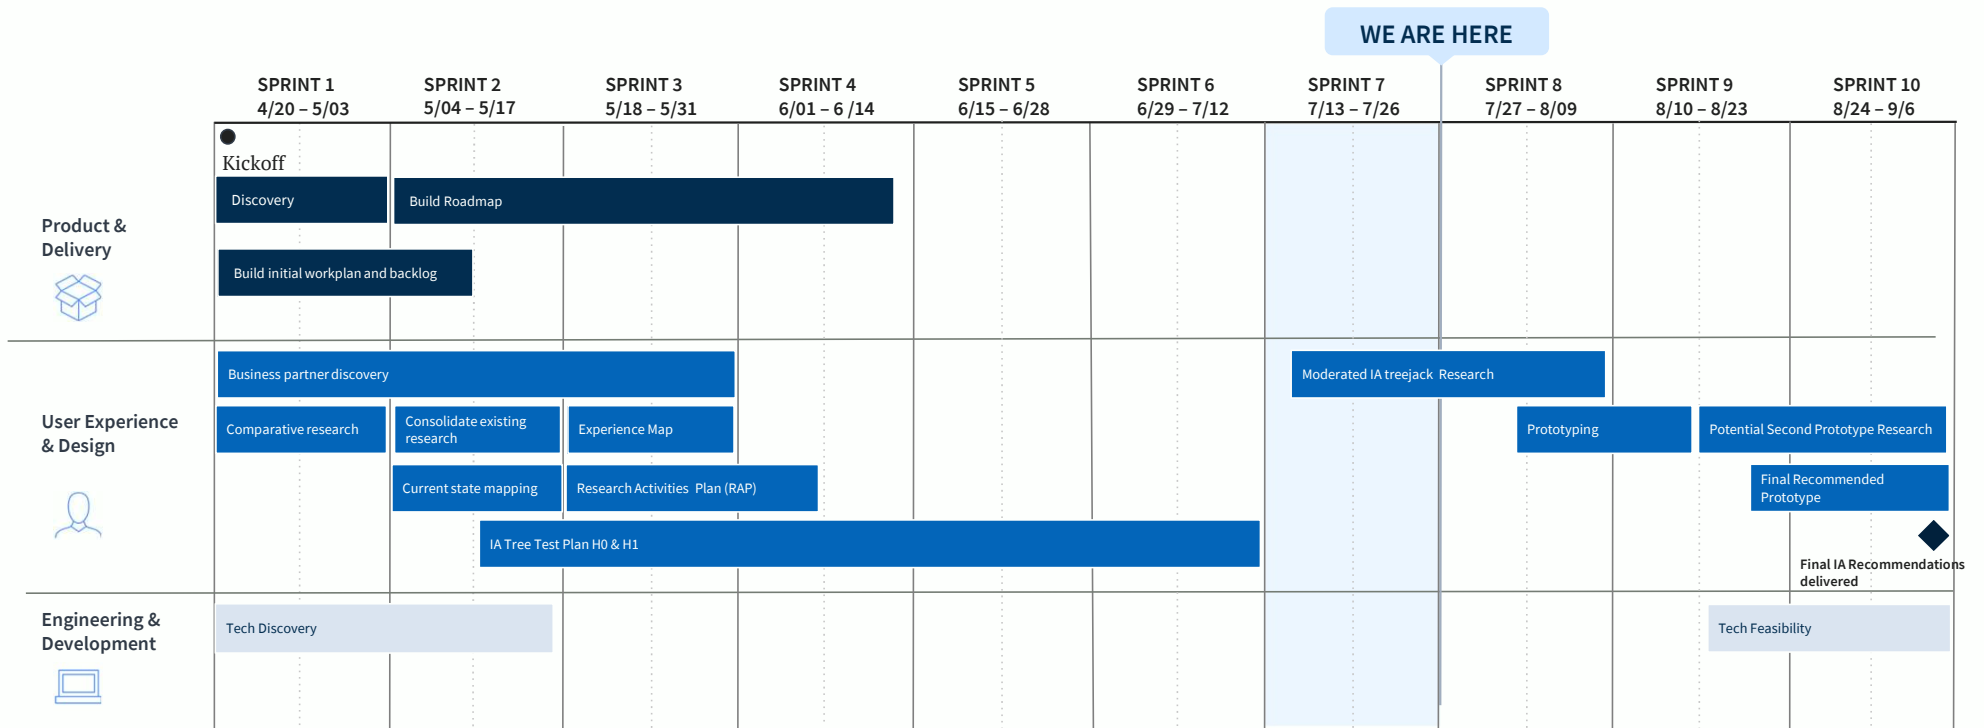 WE ARE HERE
SPRINT 1
4/20 – 5/03
SPRINT 2
5/04 – 5/17
SPRINT 3
5/18 – 5/31
SPRINT 4
6/01 – 6 /14
SPRINT 5
6/15 – 6/28
SPRINT 6
6/29 – 7/12
SPRINT 7
7/13 – 7/26
SPRINT 8
7/27 – 8/09
SPRINT 9
8/10 – 8/23
SPRINT 10
8/24 – 9/6
Kickoff
Product &
Delivery
Discovery
Build Roadmap
Build initial workplan and backlog
User Experience
& Design
Business partner discovery
Moderated IA treejack Research
Comparative research
Consolidate existing
research
Experience Map
Prototyping
Potential Second Prototype Research
Current state mapping
Research Activities Plan (RAP)
Final Recommended
Prototype
IA Tree Test Plan H0 & H1
Final IA Recommendations
delivered
Engineering &
Development
Tech Discovery
Tech Feasibility